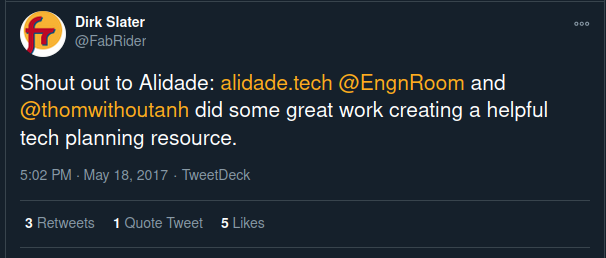 fr
Dirk Slater
@FabRider
Shout out to Alidade: alidade.tech @EngnRoom and
@thomwithoutanh did some great work creating a helpful
tech planning resource.
5:02 PM · May 18, 2017 · TweetDeck
3 Retweets 1 Quote Tweet 5 Likes